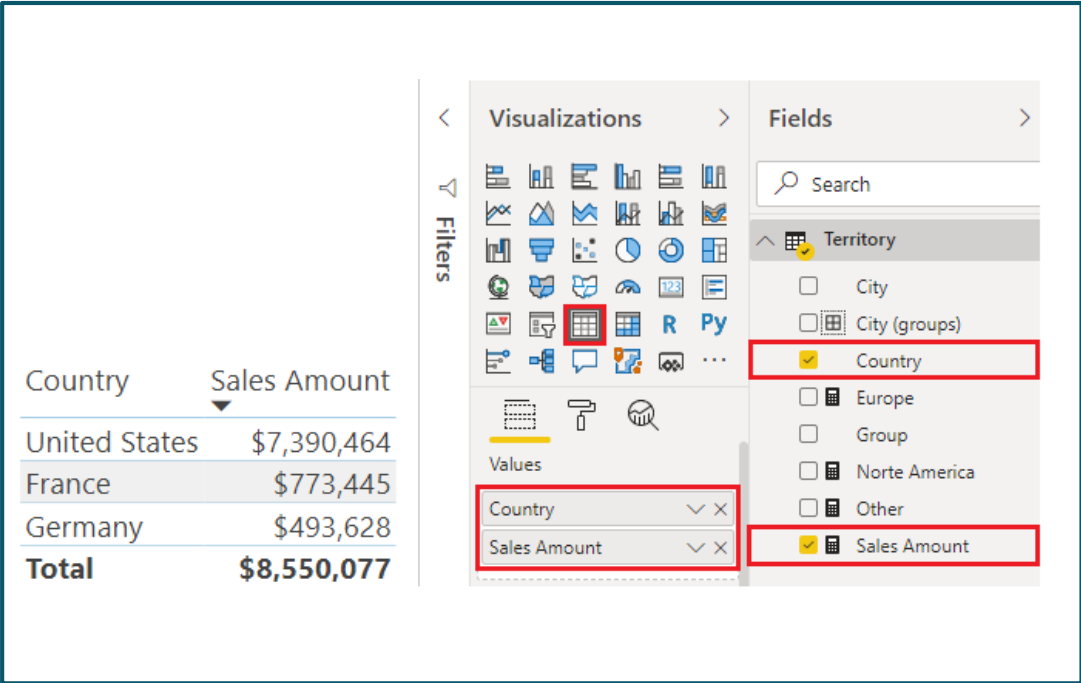 Country Sales Amount
United States $7,390,464
France $773,445
Germany $493,628
Total $8,550,077
Filters
Visualizations
123
R Py
Values
Country
Sales Amount
Fields
Search
Territory
City
City (groups)
Country
Europe
Group
Norte America
Other
Sales Amount